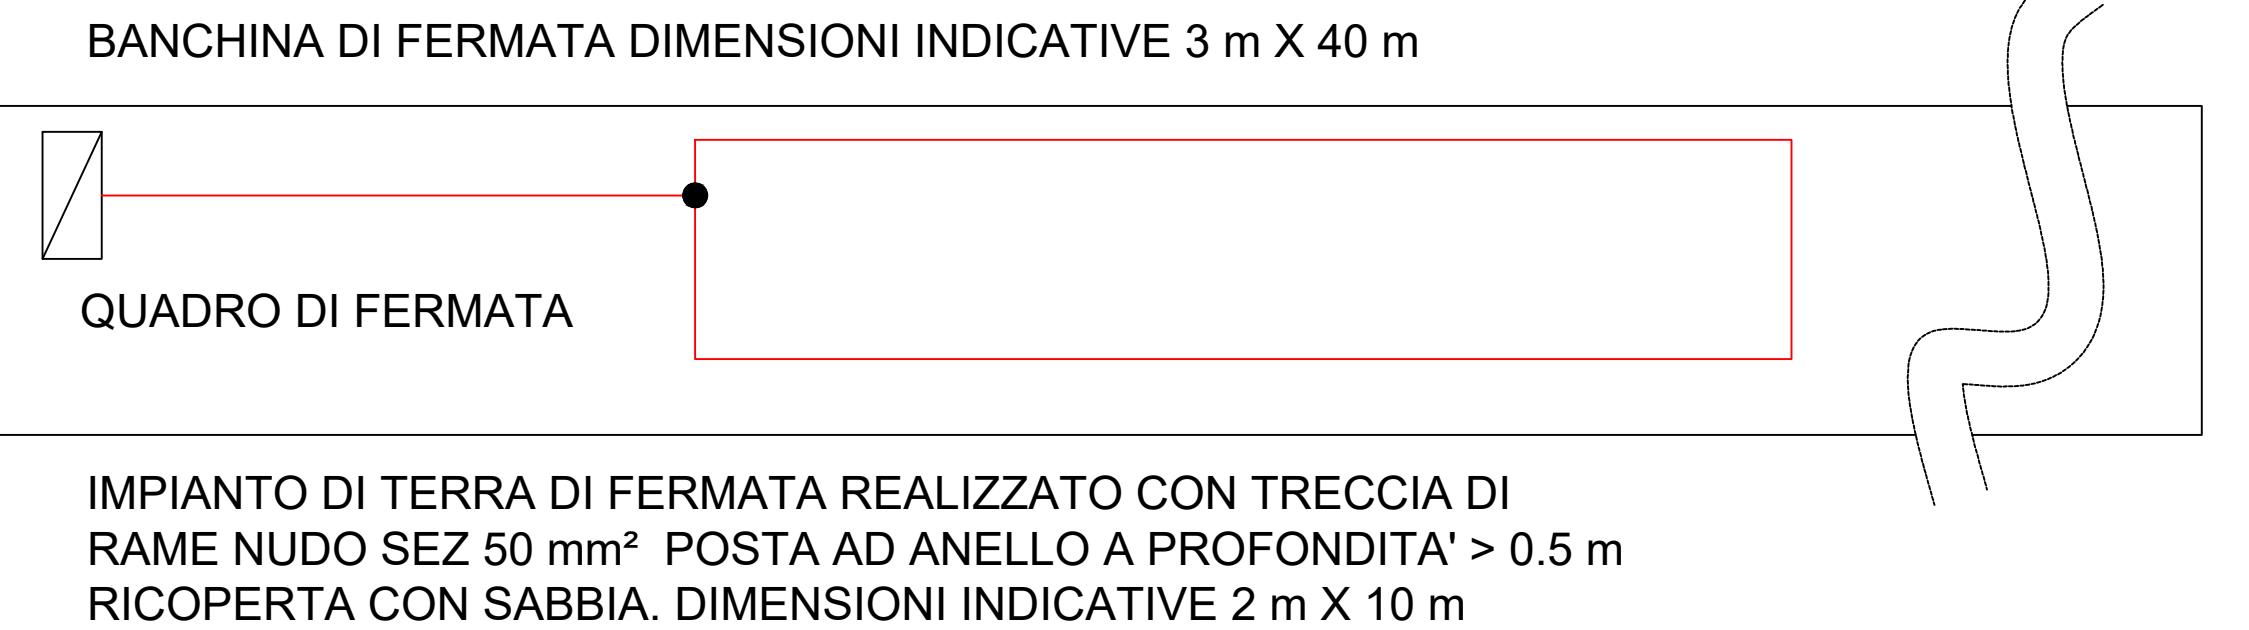 BANCHINA DI FERMATA DIMENSIONI INDICATIVE 3 m X 40 m
QUADRO DI FERMATA
IMPIANTO DI TERRA DI FERMATA REALIZZATO CON TRECCIA DI
RAME NUDO SEZ 50 mm² POSTA AD ANELLO A PROFONDITA' > 0.5 m
RICOPERTA CON SABBIA. DIMENSIONI INDICATIVE 2 m X 10 m